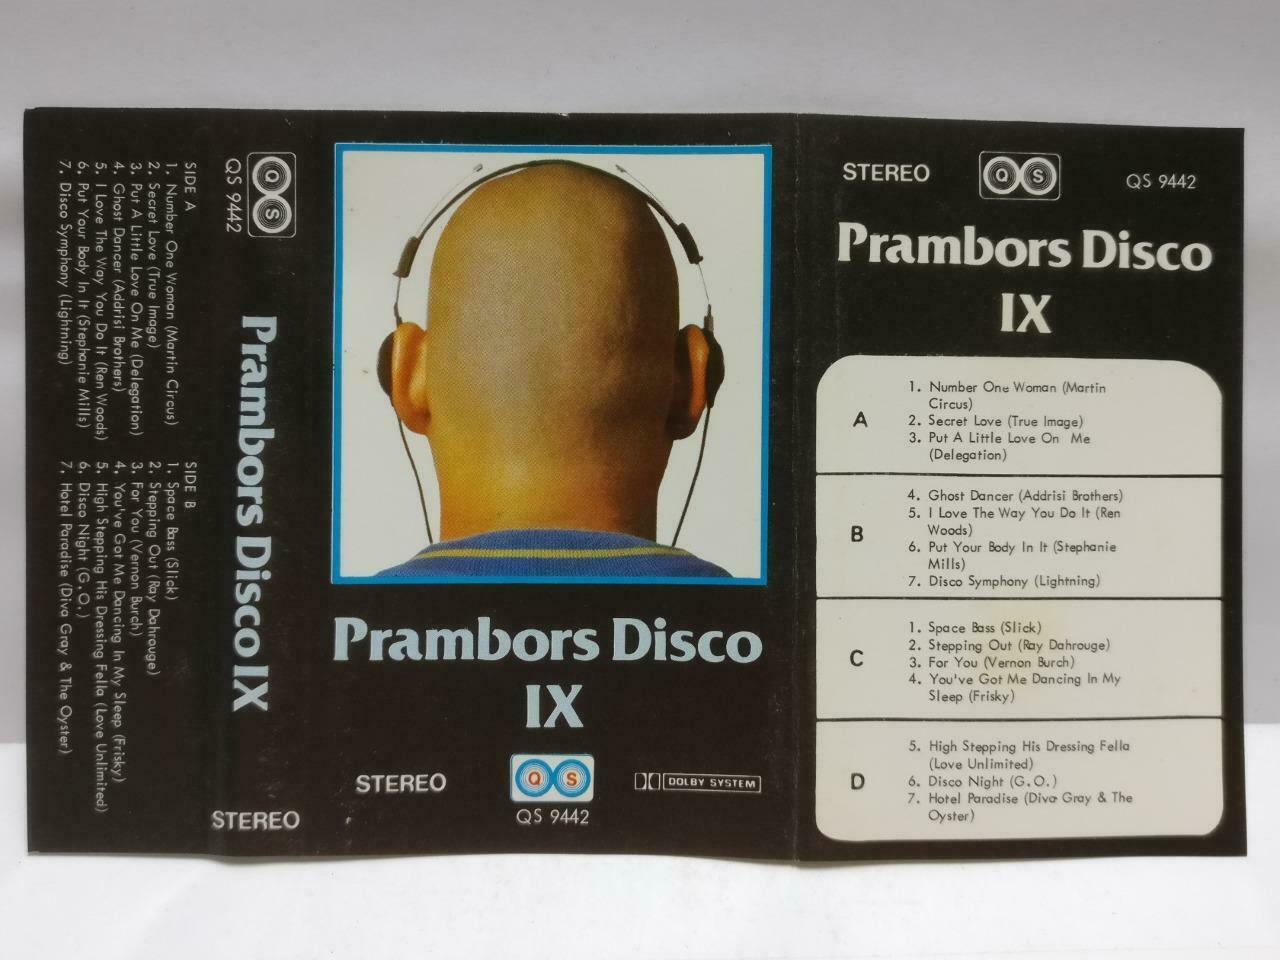 SIDE A
1. Number One Woman (Martin Circus)
2. Secret Love (True Image)
3. Put A Little Love On Me (Delegation)
4. Ghost Dancer (Addrisi Brothers)
5. I Love The Way You Do It (Ren Woods)
6. Put Your Body In It (Stephanie Mills)
7. Disco Symphony (Lightning)
SIDE B
1. Space Bass (Slick)
2. Stepping Out (Ray Dahrouge)
3. For You (Vernon Burch)
4. You've Got Me Dancing In My Sleep (Frisky)
5. High Stepping His Dressing Fella (Love Unlimited)
6. Disco Night (G.O.)
7. Hotel Paradise (Diva Gray & The Oyster)
Q S
QS 9442
Prambors Disco IX
STEREO
Prambors Disco
IX
STEREO
Q S
QS 9442
DOLBY SYSTEM
STEREO
Q S
QS 9442
Prambors Disco
IX
A
1. Number One Woman (Martin
Circus)
2. Secret Love (True Image)
3. Put A Little Love On Me
(Delegation)
B
4. Ghost Dancer (Addrisi Brothers)
5. I Love The Way You Do It (Ren
Woods)
6. Put Your Body In It (Stephanie
Mills)
7. Disco Symphony (Lightning)
C
1. Space Bass (Slick)
2. Stepping Out (Ray Dahrouge)
3. For You (Vernon Burch)
4. You've Got Me Dancing In My
Sleep (Frisky)
D
5. High Stepping His Dressing Fella
(Love Unlimited)
6. Disco Night (G.O.)
7. Hotel Paradise (Diva Gray & The
Oyster)